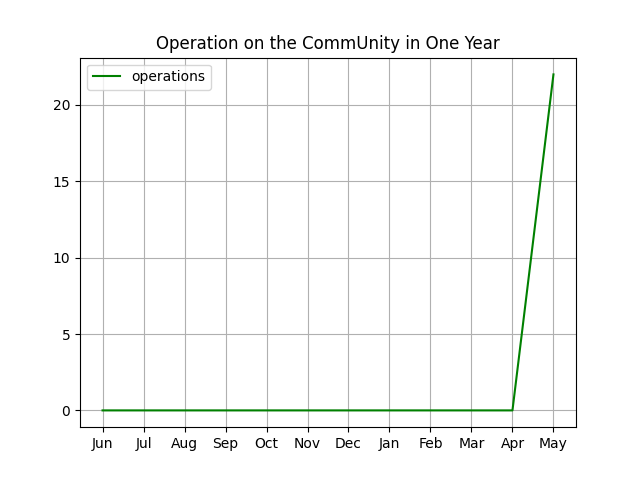 Operation on the CommUnity in One Year
operations
20
15
10
5
0
Jun Jul Aug Sep Oct Nov Dec Jan Feb Mar Apr May